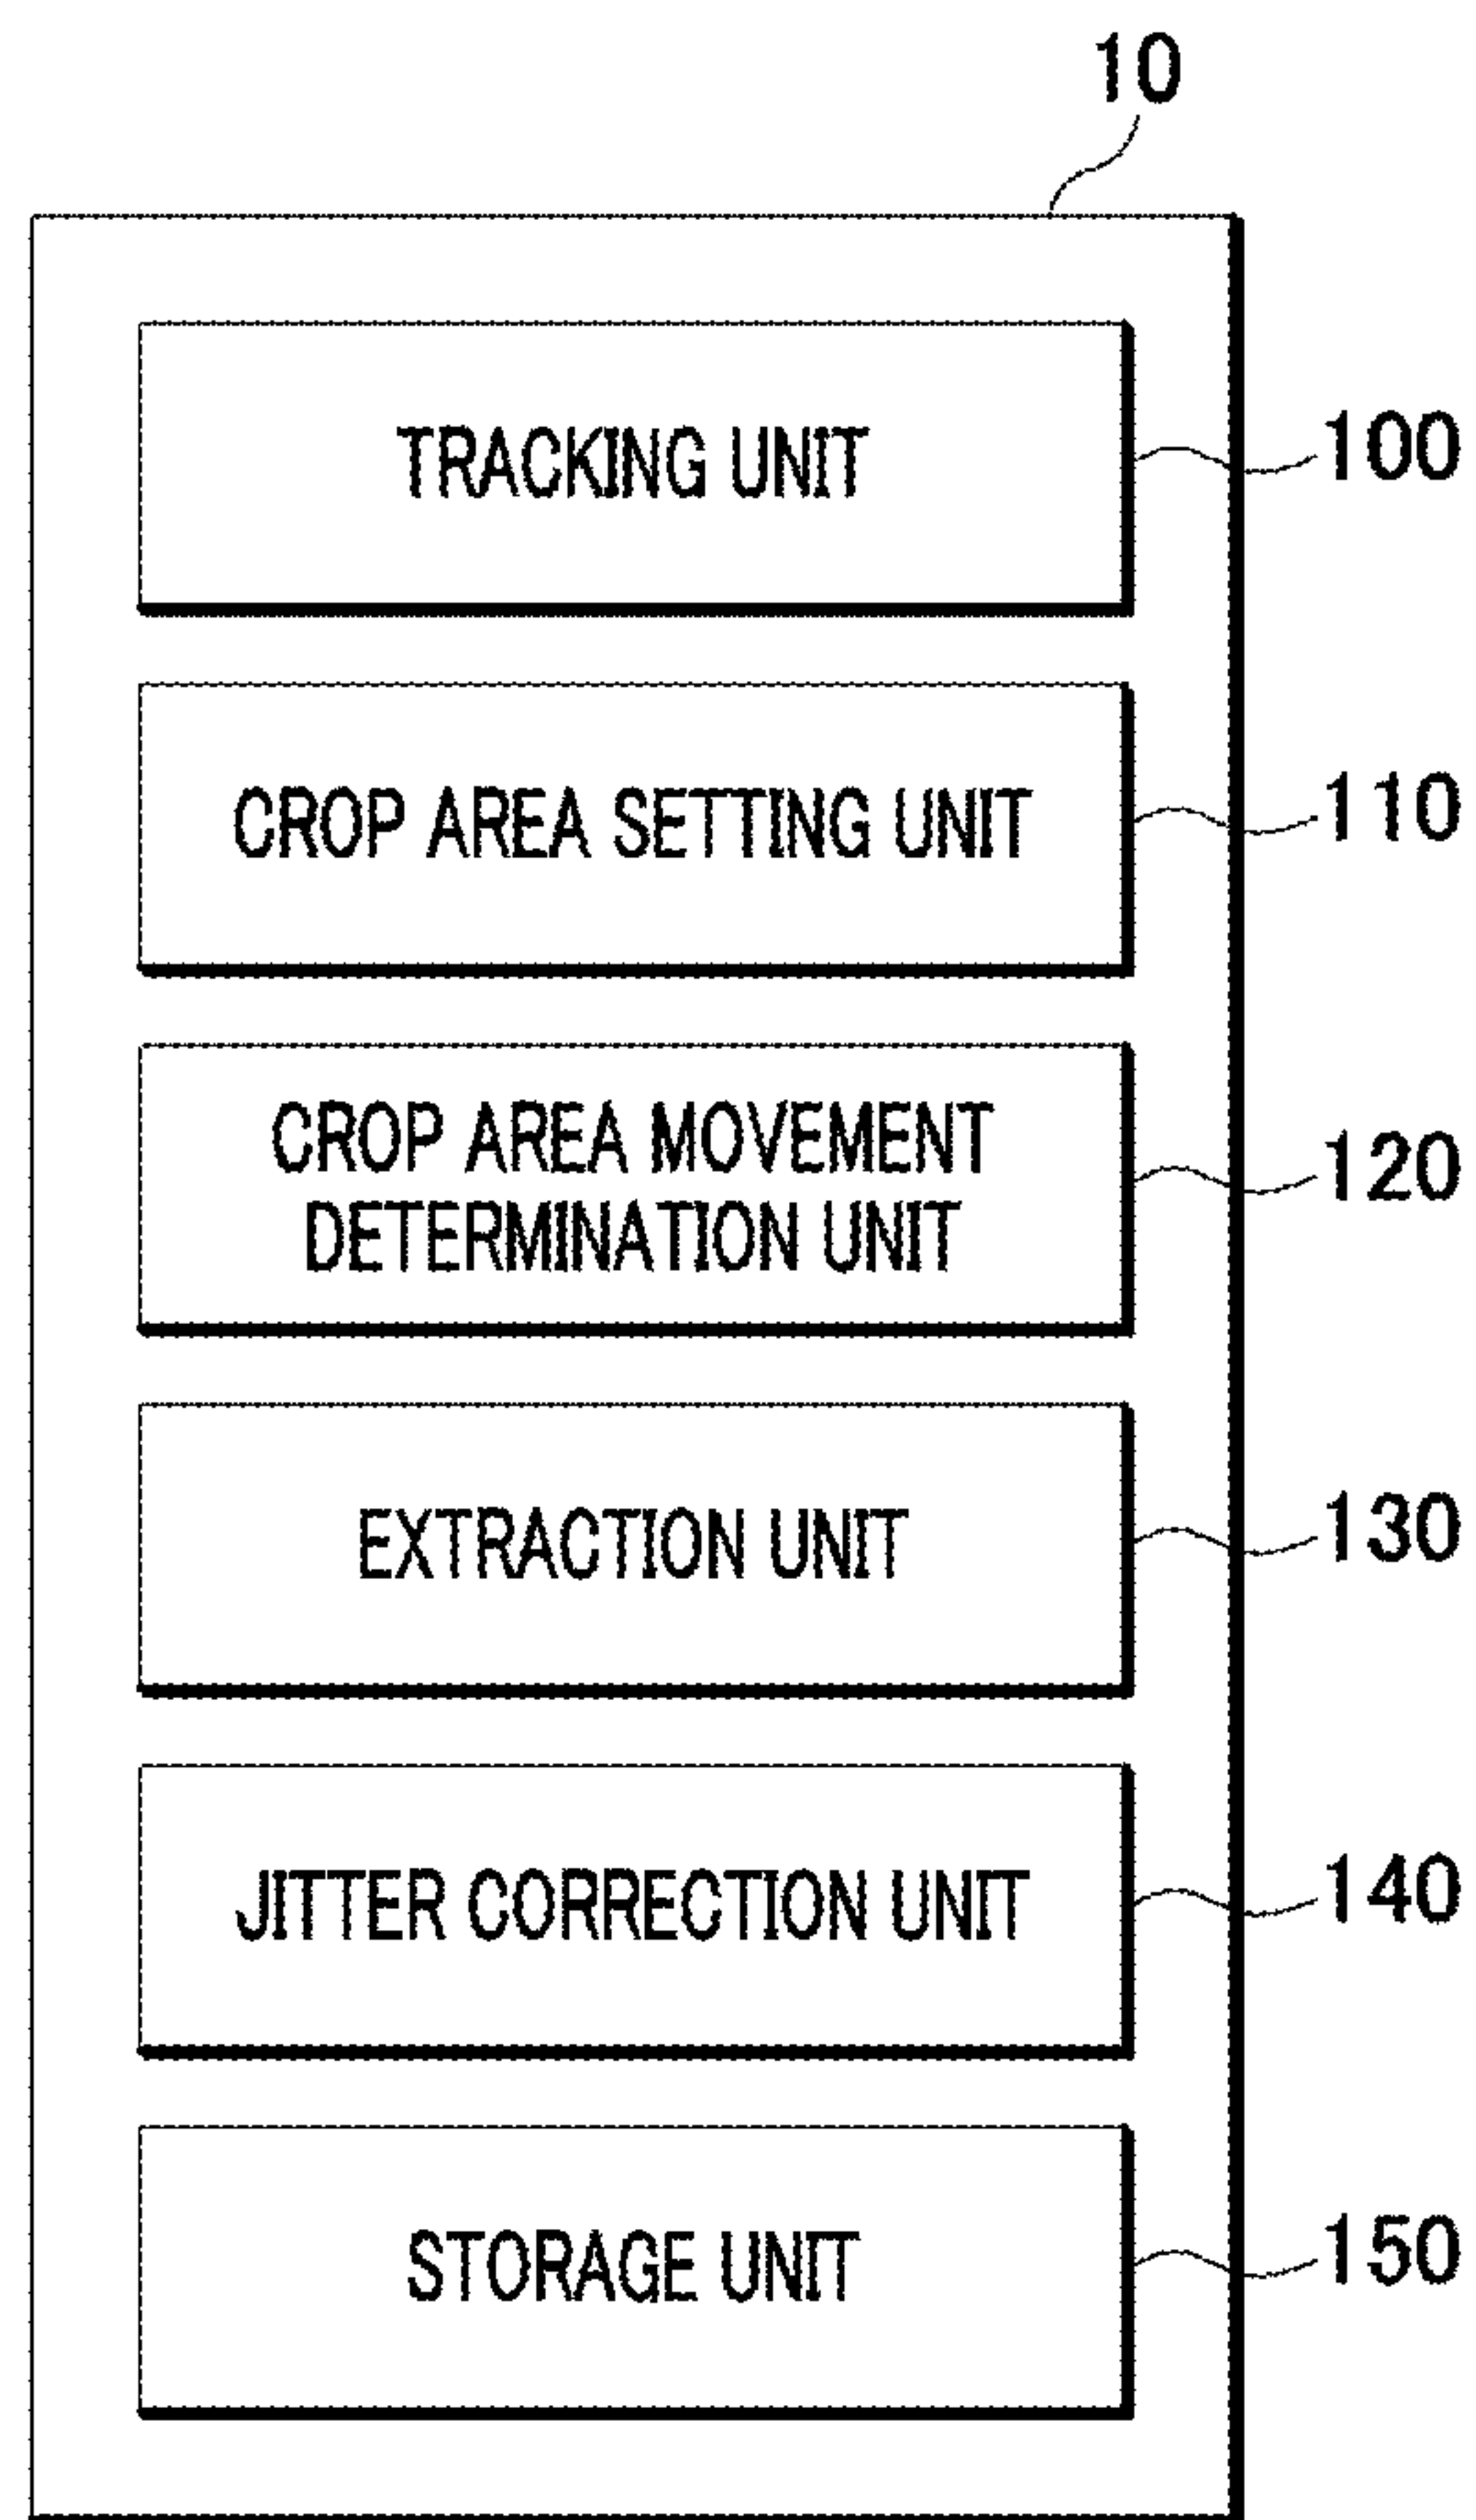 10
TRACKING UNIT
100
CROP AREA SETTING UNIT
110
CROP AREA MOVEMENT
DETERMINATION UNIT
120
EXTRACTION UNIT
130
JITTER CORRECTION UNIT
140
STORAGE UNIT
150